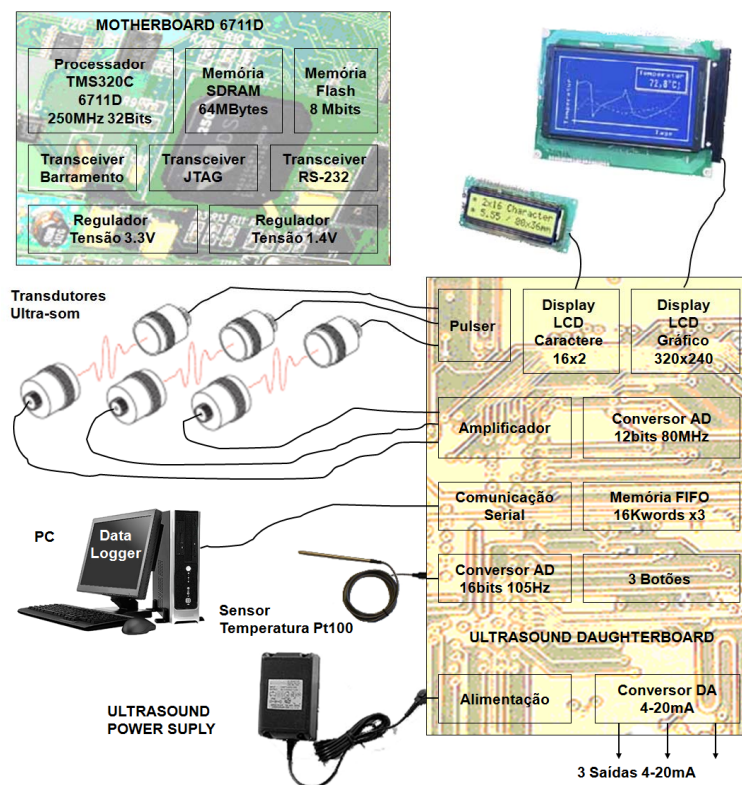 MOTHERBOARD 6711D
Processador
TMS320C
6711D
250MHz 32Bits
Memória
SDRAM
64MBytes
Memória
Flash
8 Mbits
Transceiver
Barramento
Transceiver
JTAG
Transceiver
RS-232
Regulador
Tensão 3.3V
Regulador
Tensão 1.4V
Temperatur
Temperatur
72,8°C
Tage
* 2x16 Character
* 5.55 / 80x36mm
Transdutores
Ultra-som
Pulser
Display
LCD
Caractere
16x2
Display
LCD
Gráfico
320x240
Amplificador
Conversor AD
12bits 80MHz
Comunicação
Serial
Memória FIFO
16Kwords x3
PC
Data
Logger
Conversor AD
16bits 105Hz
3 Botões
Sensor
Temperatura Pt100
ULTRASOUND DAUGHTERBOARD
ULTRASOUND
POWER SUPLY
Alimentação
Conversor DA
4-20mA
3 Saídas 4-20mA